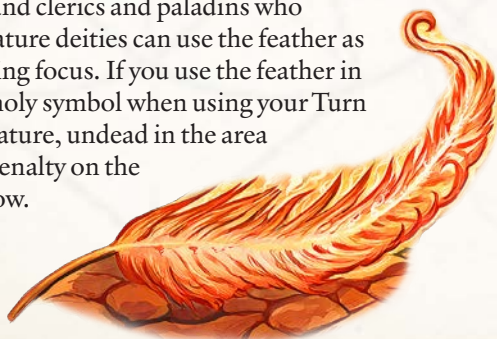 and clerics and paladins who
ature deities can use the feather as
ing focus. If you use the feather in
holy symbol when using your Turn
ature, undead in the area
enalty on the
ow.